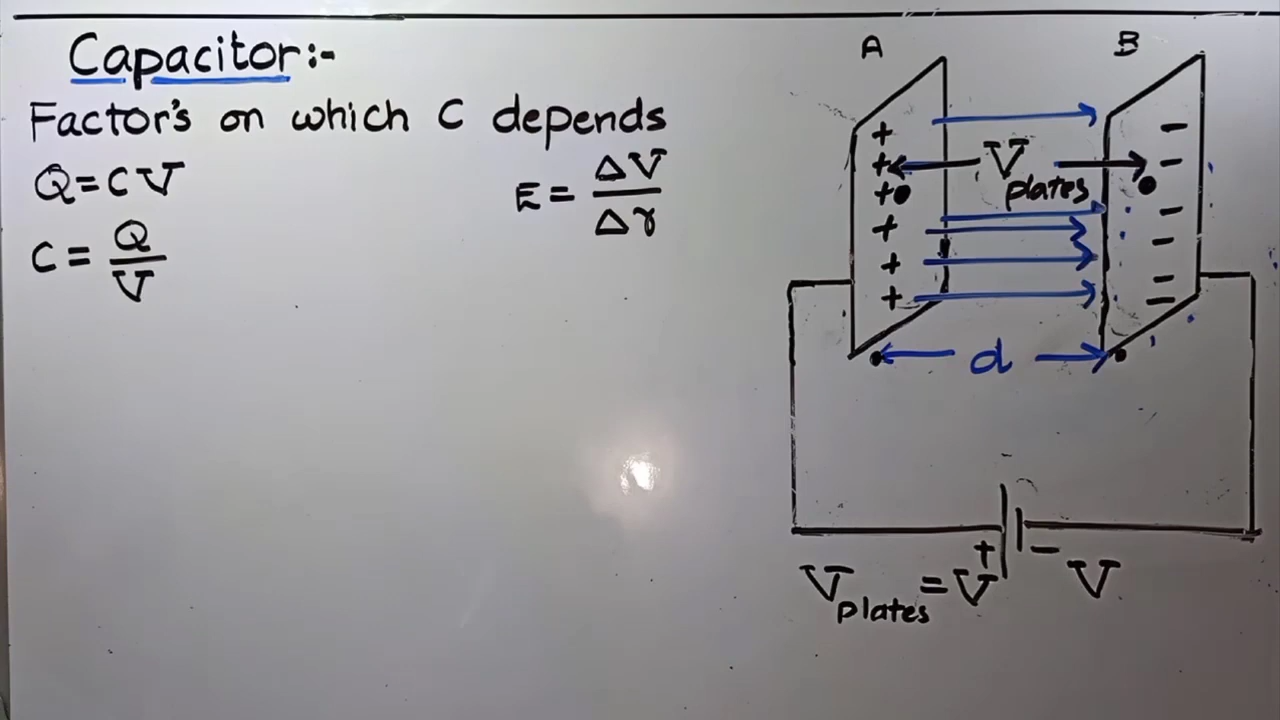 Capacitor:-
Factor's on which C depends
Q=CV
C = Q/V
E = ΔV/Δr
A
B
+ + + + + +
V plates
- - - - - -
d
+ -
V plates = V
V